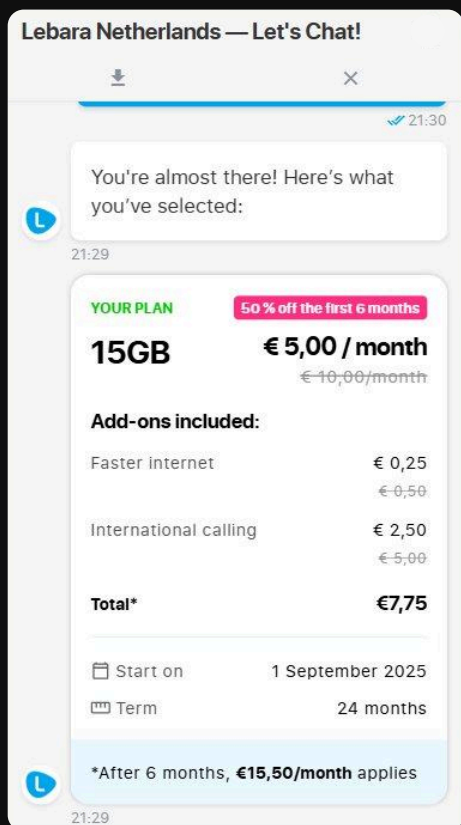 Lebara Netherlands — Let's Chat!
21:30
You're almost there! Here’s what
you’ve selected:
21:29
YOUR PLAN
50 % off the first 6 months
15GB
€ 5,00 / month
€ 10,00/month
Add-ons included:
Faster internet
€ 0,25
€ 0,50
International calling
€ 2,50
€ 5,00
Total*
€7,75
Start on
1 September 2025
Term
24 months
*After 6 months, €15,50/month applies
L
L
21:29